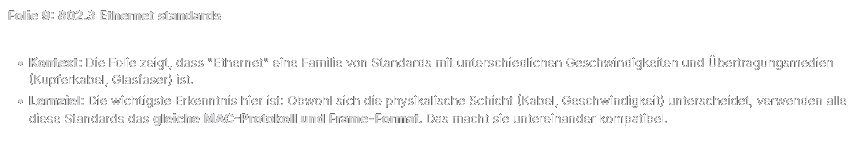 Folie 8: 802.3 Ethernet standards
• Kontext: Die Folie zeigt, dass "Ethernet" eine Familie von Standards mit unterschiedlichen Geschwindigkeiten und Übertragungsmedien
(Kupferkabel, Glasfaser) ist.
• Lernziel: Die wichtigste Erkenntnis hier ist: Obwohl sich die physikalische Schicht (Kabel, Geschwindigkeit) unterscheidet, verwenden alle
diese Standards das gleiche MAC-Protokoll und Frame-Format. Das macht sie untereinander kompatibel.